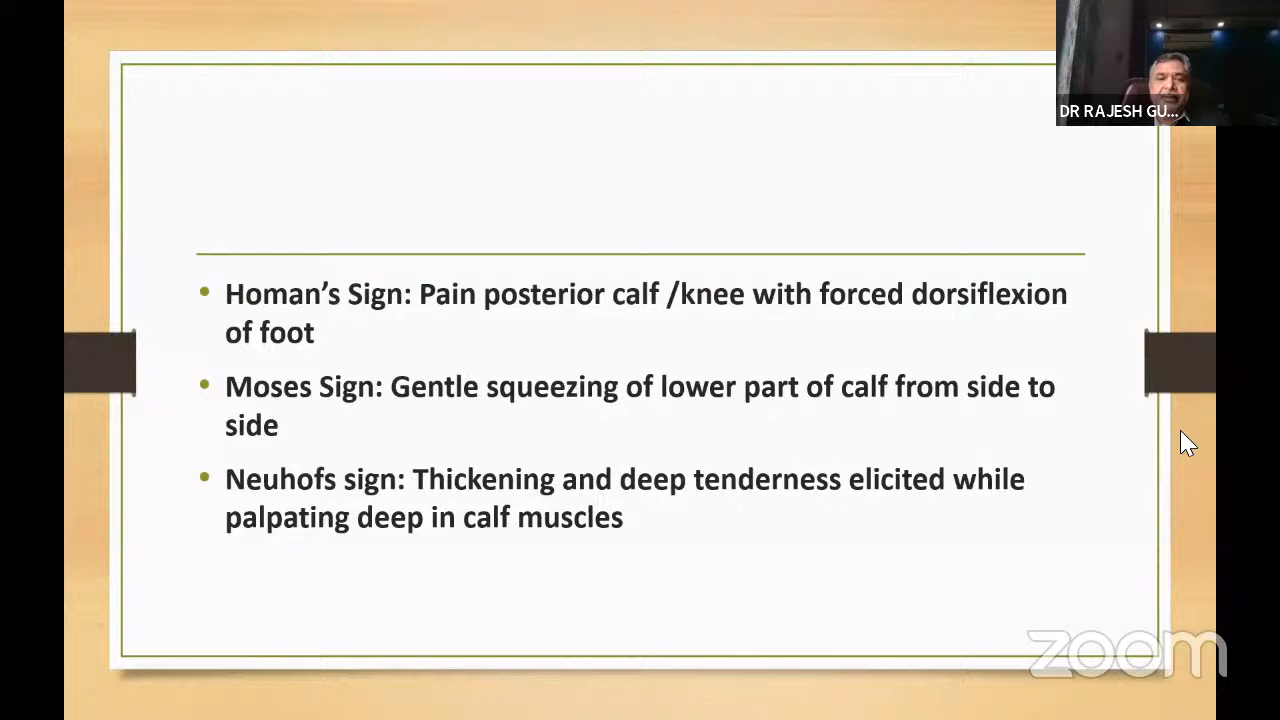 DR RAJESH GU...
• Homan’s Sign: Pain posterior calf /knee with forced dorsiflexion
of foot
• Moses Sign: Gentle squeezing of lower part of calf from side to
side
• Neuhofs sign: Thickening and deep tenderness elicited while
palpating deep in calf muscles
zoom